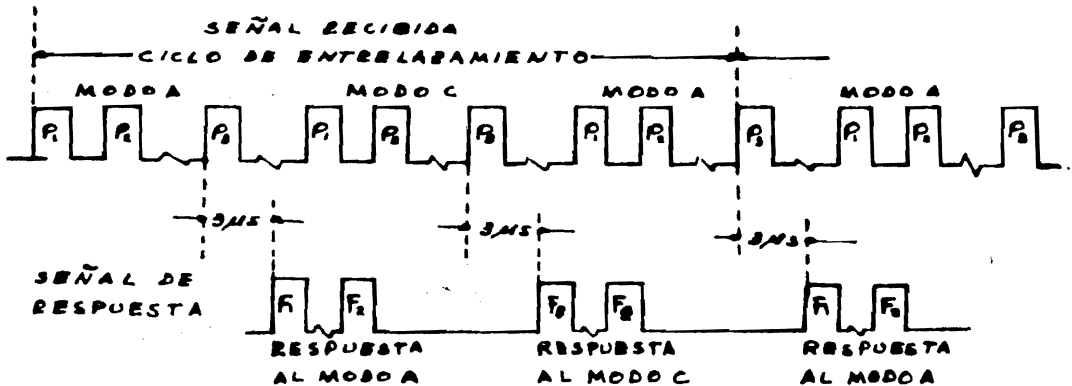 SEÑAL RECIBIDA
CICLO DE ENTRELAZAMIENTO
MODO A MODO C MODO A MODO A
P1 P2 P3 P1 P2 P3 P1 P2 P3 P1 P2 P3
3μs 3μs 3μs
SEÑAL DE
RESPUESTA
F1 F2 F1 F2 F1 F2
RESPUESTA
AL MODO A
RESPUESTA
AL MODO C
RESPUESTA
AL MODO A